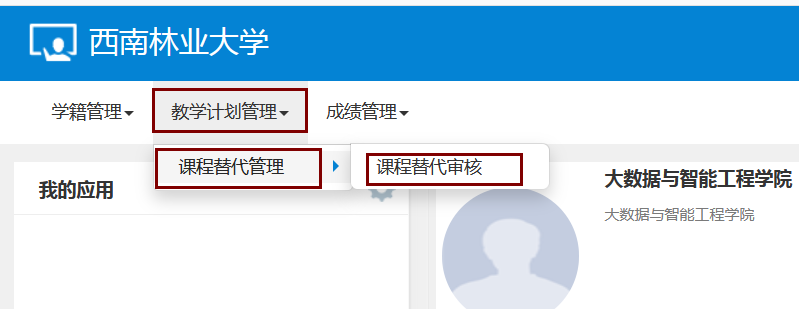 西南林业大学
学籍管理 教学计划管理 成绩管理
课程替代管理 课程替代审核
我的应用
大数据与智能工程学院
大数据与智能工程学院